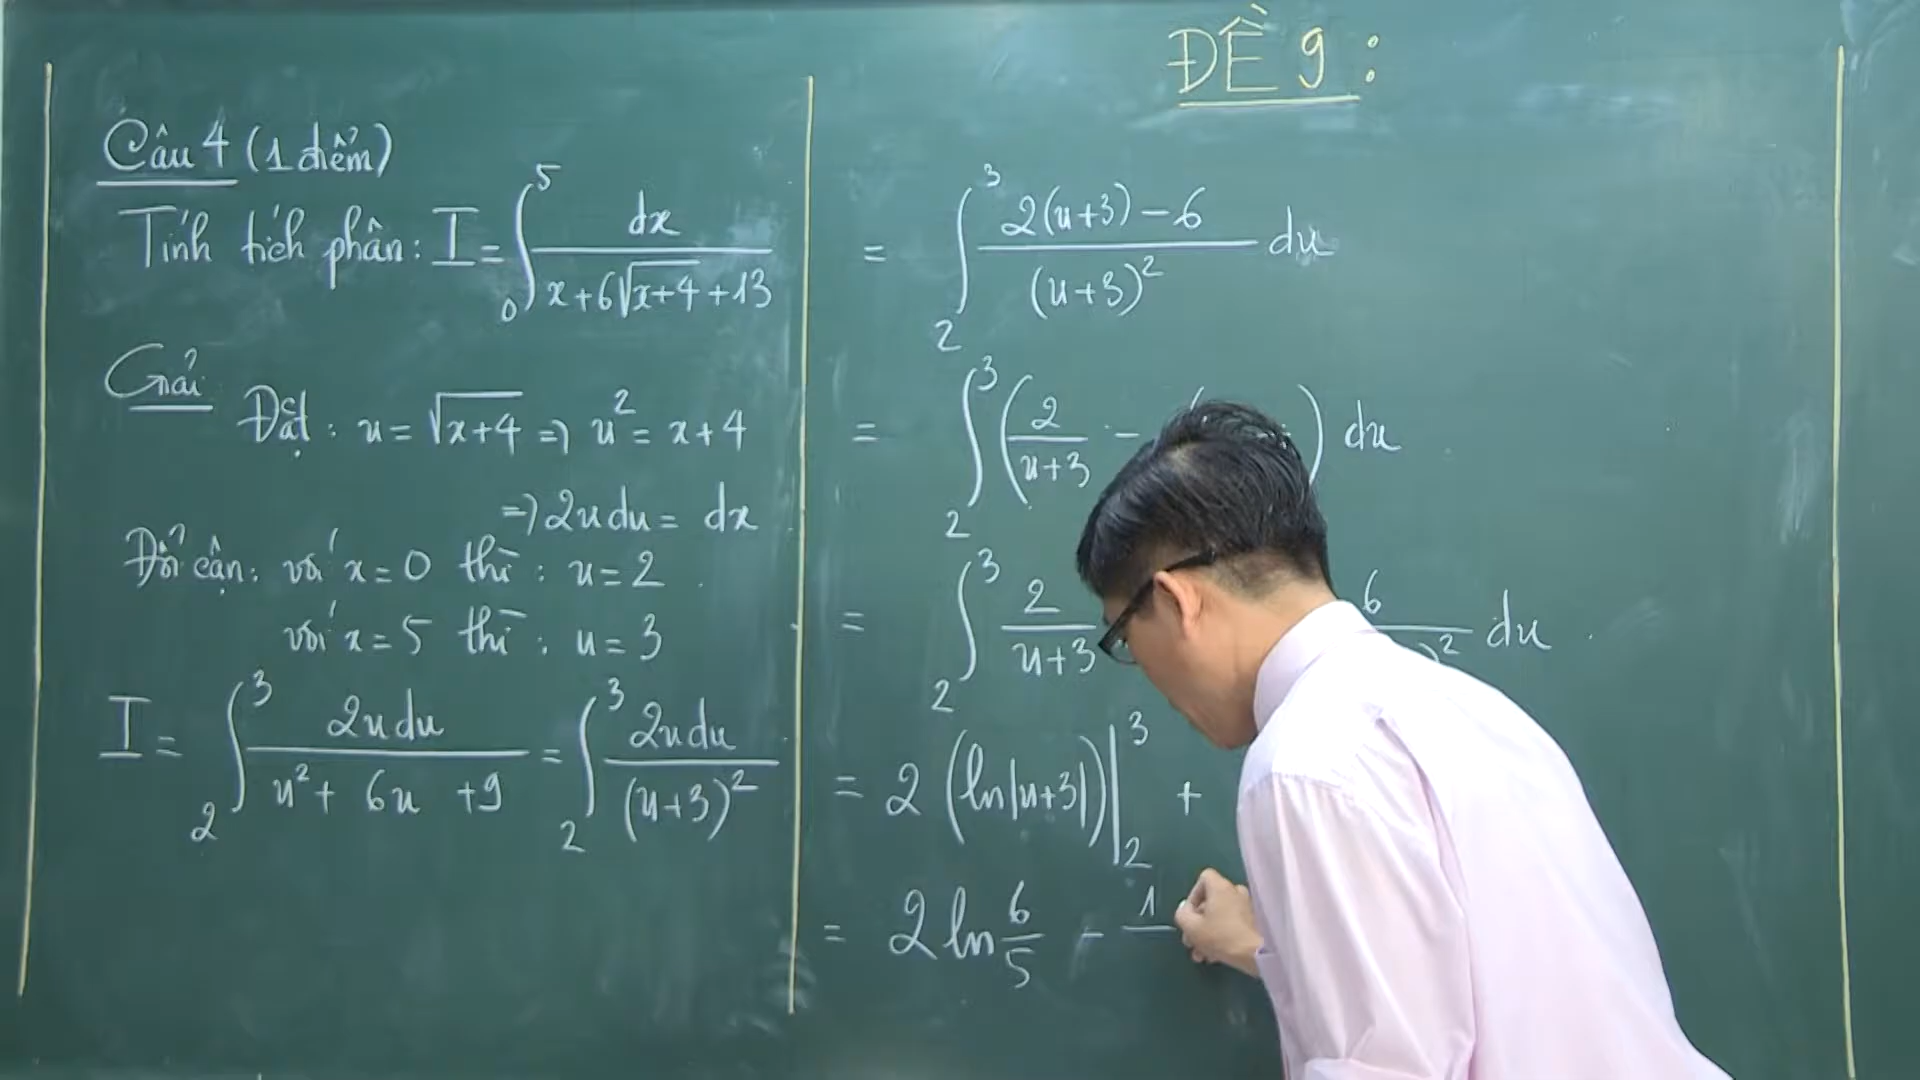 ĐỀ 9 :
Câu 4 (1 điểm)
Tính tích phân: I = ∫₀⁵ dx / (x + 6√(x+4) + 13)
Giải
Đặt : u = √(x+4) => u² = x + 4
=> 2u du = dx
Đổi cận: với x = 0 thì : u = 2
với x = 5 thì : u = 3
I = ∫₂³ 2u du / (u² + 6u + 9) = ∫₂³ 2u du / (u+3)²
= ∫₂³ (2(u+3) - 6) / (u+3)² du
= ∫₂³ ( 2/(u+3) - ) du
= ∫₂³ 2/(u+3) 6 / )² du
= 2 (ln|u+3|) |₂³ +
= 2 ln 6/5 - 1